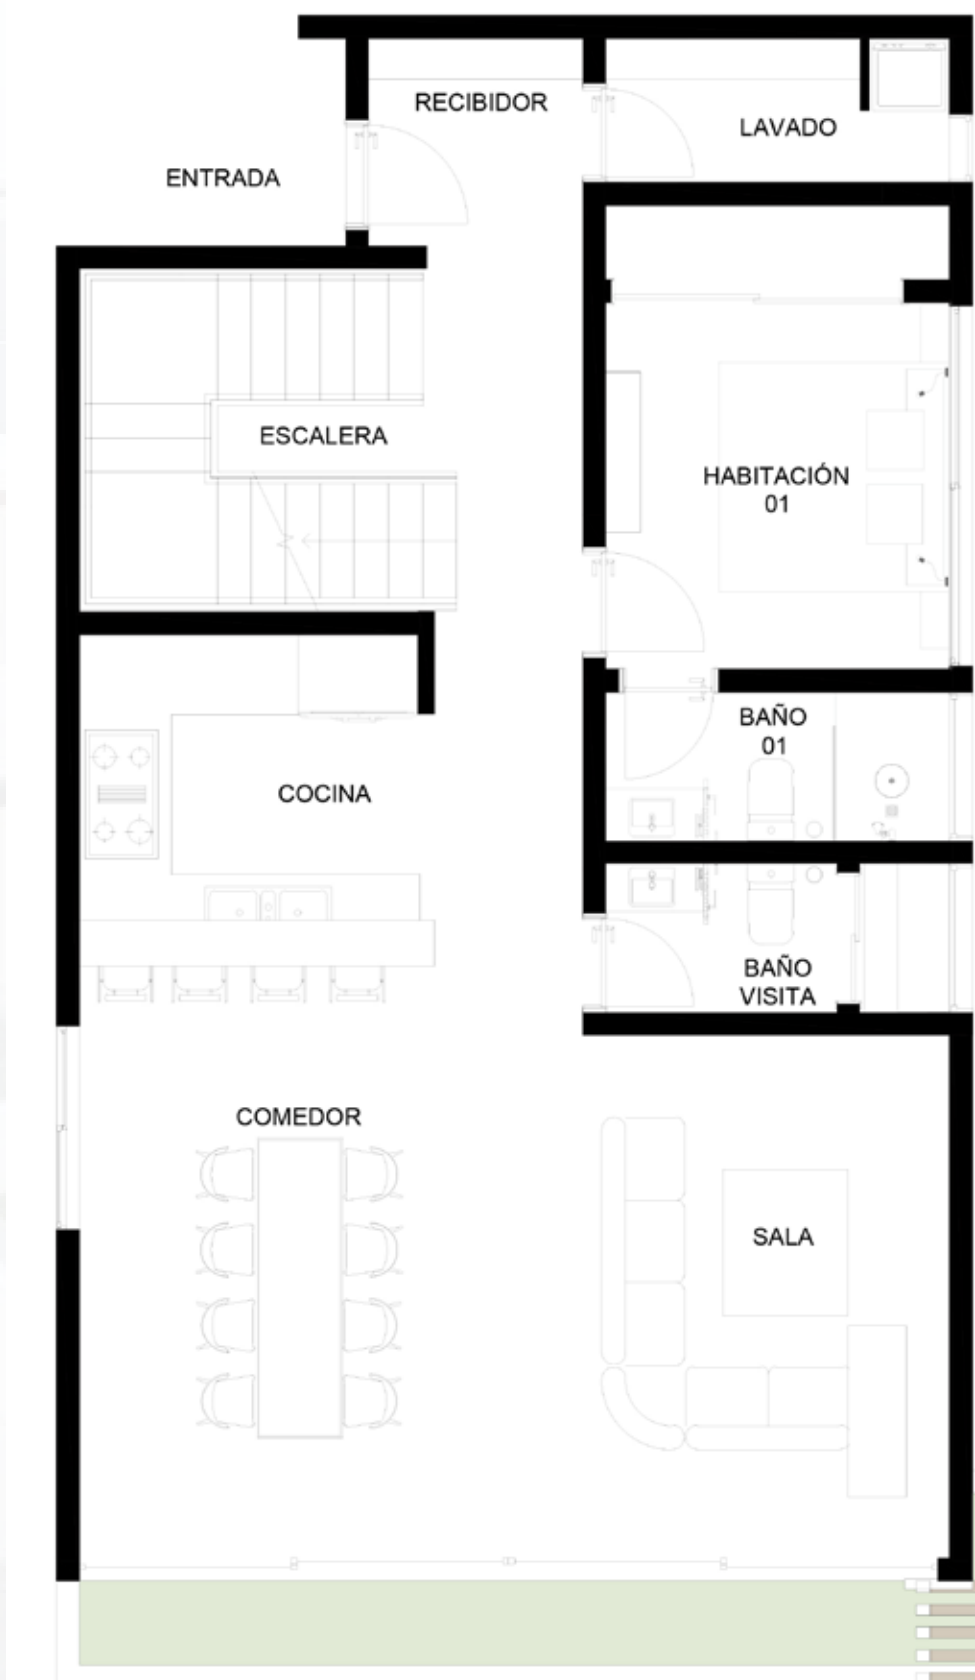 RECIBIDOR
LAVADO
ENTRADA
ESCALERA
HABITACIÓN
01
BAÑO
01
COCINA
BAÑO
VISITA
COMEDOR
SALA